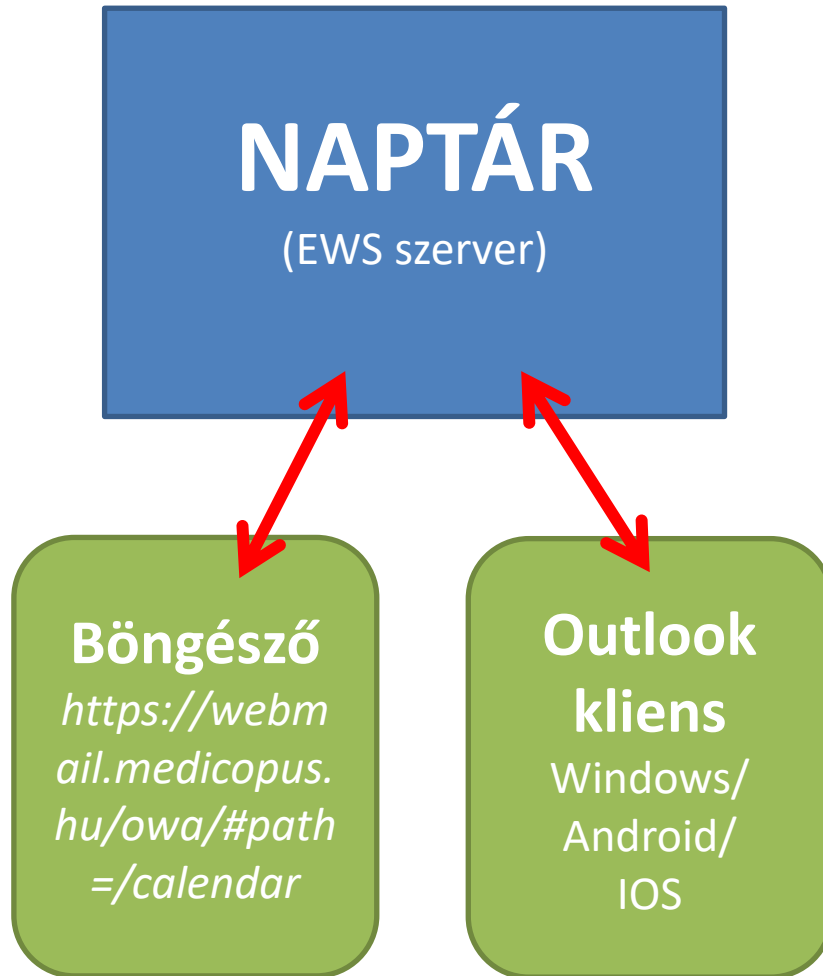 NAPTÁR
(EWS szerver)
Böngésző
https://webm
ail.medicopus.
hu/owa/#path
=/calendar
Outlook
kliens
Windows/
Android/
IOS